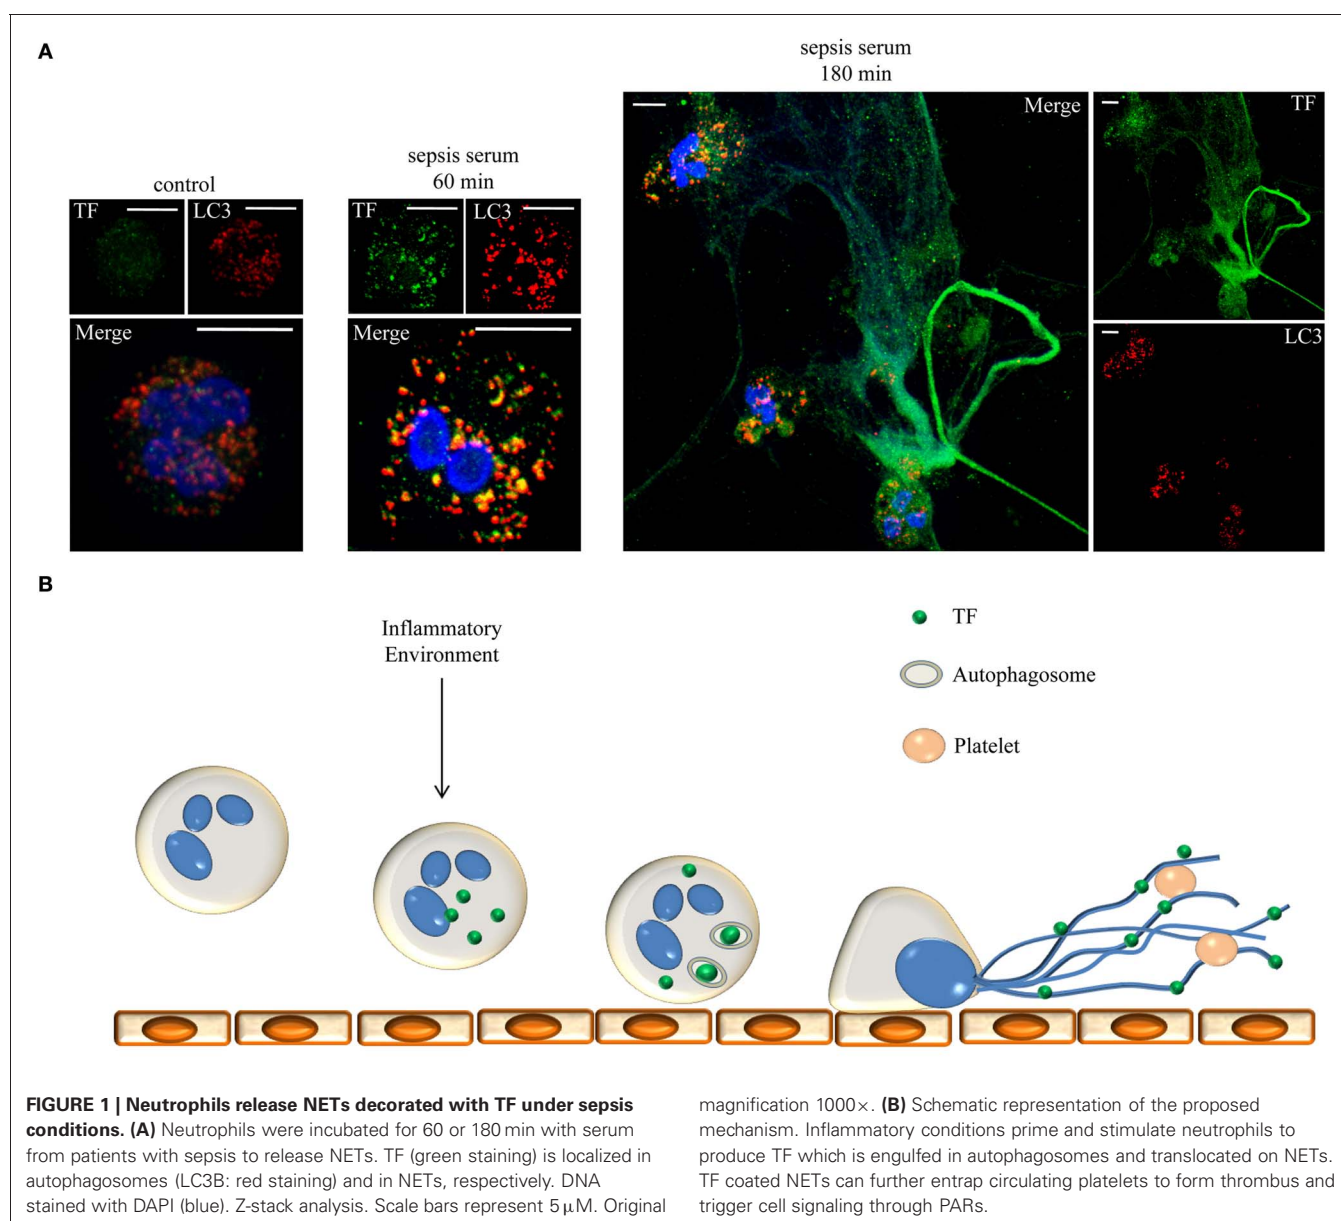 A
control
TF
LC3
Merge
sepsis serum
60 min
TF
LC3
Merge
sepsis serum
180 min
Merge
TF
LC3
B
Inflammatory
Environment
TF
Autophagosome
Platelet
FIGURE 1 | Neutrophils release NETs decorated with TF under sepsis
conditions. (A) Neutrophils were incubated for 60 or 180 min with serum
from patients with sepsis to release NETs. TF (green staining) is localized in
autophagosomes (LC3B: red staining) and in NETs, respectively. DNA
stained with DAPI (blue). Z-stack analysis. Scale bars represent 5 μM. Original
magnification 1000×. (B) Schematic representation of the proposed
mechanism. Inflammatory conditions prime and stimulate neutrophils to
produce TF which is engulfed in autophagosomes and translocated on NETs.
TF coated NETs can further entrap circulating platelets to form thrombus and
trigger cell signaling through PARs.